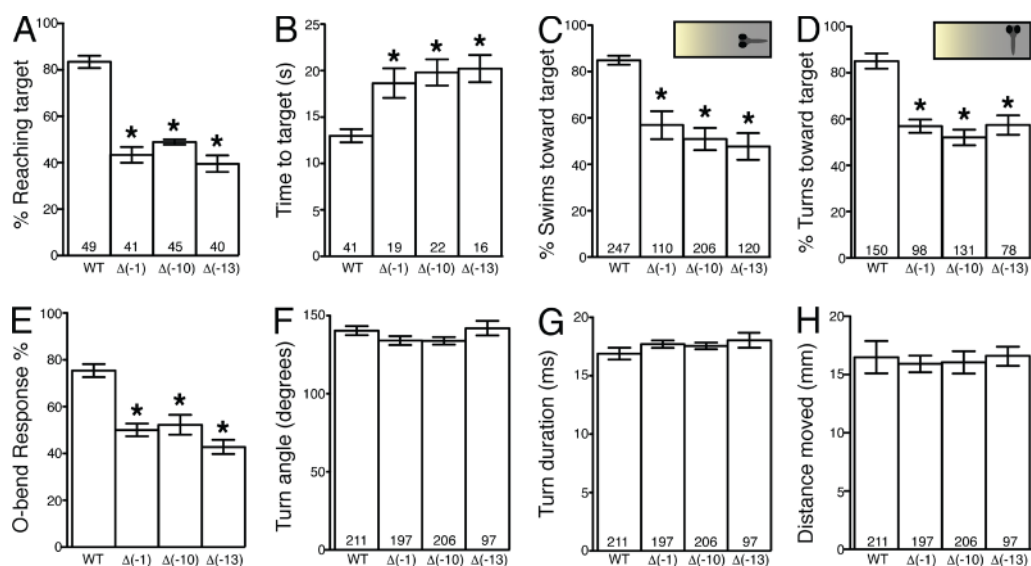 A
% Reaching target
100
80
60
40
20
0
* * *
49 41 45 40
WT Δ(-1) Δ(-10) Δ(-13)
B
Time to target (s)
25
20
15
10
5
0
* * *
41 19 22 16
WT Δ(-1) Δ(-10) Δ(-13)
C
% Swims toward target
100
80
60
40
20
0
* * *
247 110 206 120
WT Δ(-1) Δ(-10) Δ(-13)
D
% Turns toward target
100
80
60
40
20
0
* * *
150 98 131 78
WT Δ(-1) Δ(-10) Δ(-13)
E
O-bend Response %
100
80
60
40
20
0
* * *
WT Δ(-1) Δ(-10) Δ(-13)
F
Turn angle (degrees)
150
100
50
0
211 197 206 97
WT Δ(-1) Δ(-10) Δ(-13)
G
Turn duration (ms)
20
15
10
5
0
211 197 206 97
WT Δ(-1) Δ(-10) Δ(-13)
H
Distance moved (mm)
20
15
10
5
0
211 197 206 97
WT Δ(-1) Δ(-10) Δ(-13)